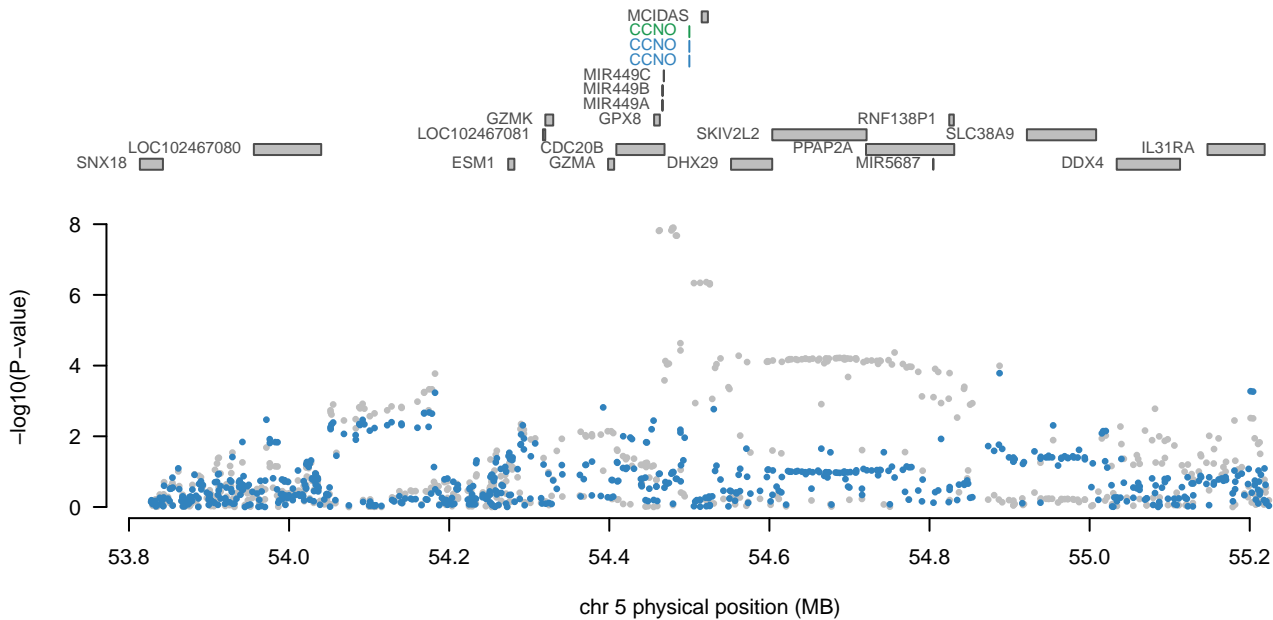 MCIDAS
CCNO
CCNO
CCNO
MIR449C
MIR449B
MIR449A
GZMK GPX8 RNF138P1
LOC102467081 SKIV2L2 SLC38A9
LOC102467080 CDC20B PPAP2A IL31RA
SNX18 ESM1 GZMA DHX29 MIR5687 DDX4
8
6
4
2
0
−log10(P−value)
53.8 54.0 54.2 54.4 54.6 54.8 55.0 55.2
chr 5 physical position (MB)